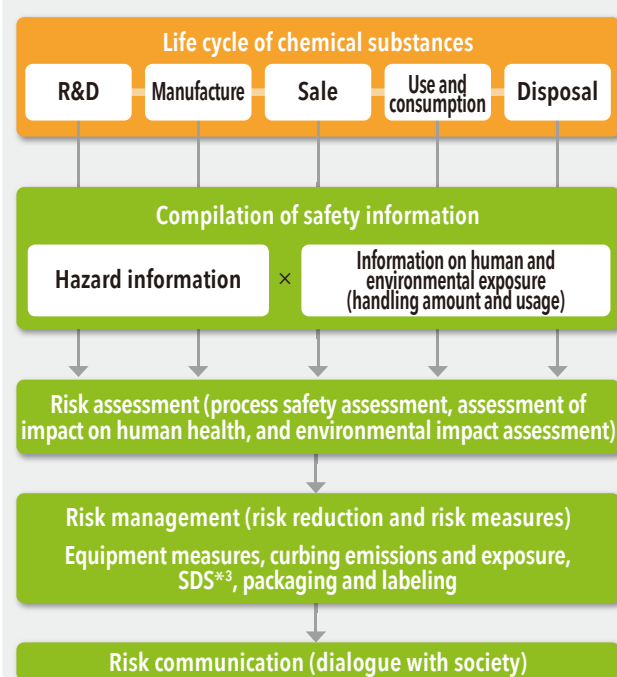 Life cycle of chemical substances
R&D
Manufacture
Sale
Use and
consumption
Disposal
Compilation of safety information
Hazard information
×
Information on human and
environmental exposure
(handling amount and usage)
Risk assessment (process safety assessment, assessment of
impact on human health, and environmental impact assessment)
Risk management (risk reduction and risk measures)
Equipment measures, curbing emissions and exposure,
SDS*3, packaging and labeling
Risk communication (dialogue with society)